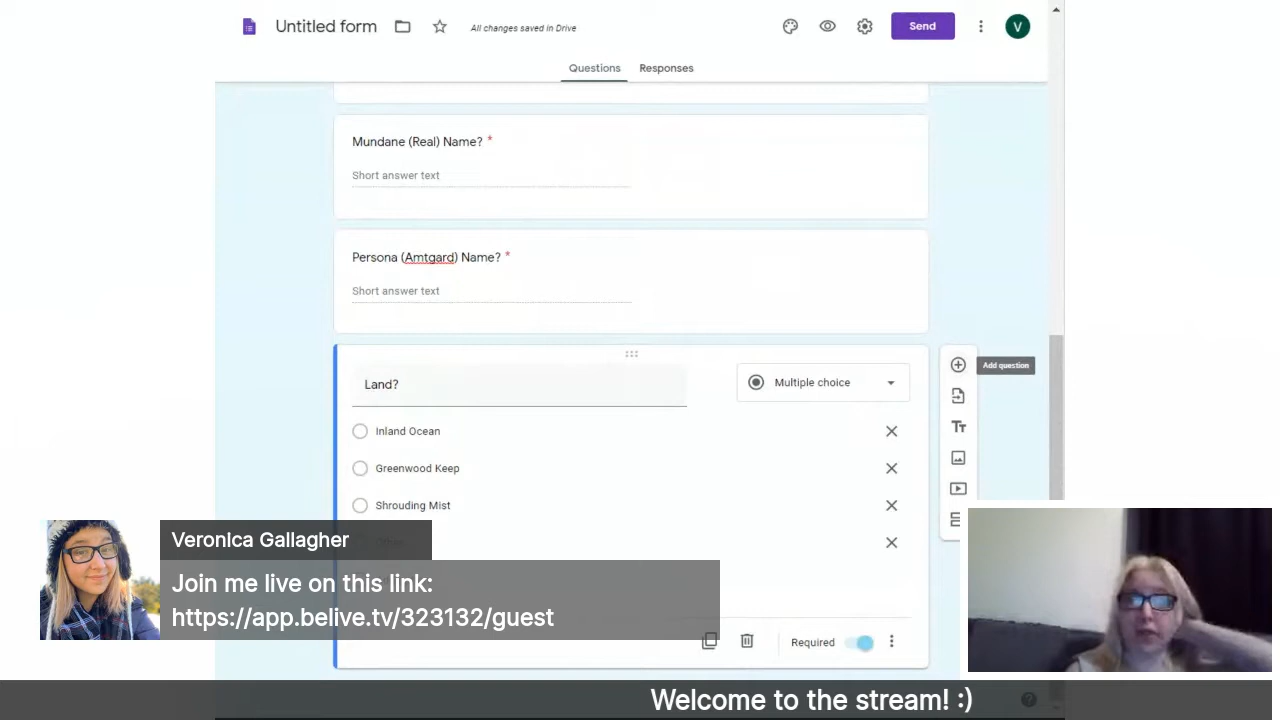 Untitled form
All changes saved in Drive
Send
V
Questions
Responses
Mundane (Real) Name? *
Short answer text
Persona (Amtgard) Name? *
Short answer text
Add question
Land?
Multiple choice
Inland Ocean
Greenwood Keep
Shrouding Mist
Veronica Gallagher
Join me live on this link:
https://app.belive.tv/323132/guest
Required
Welcome to the stream! :)